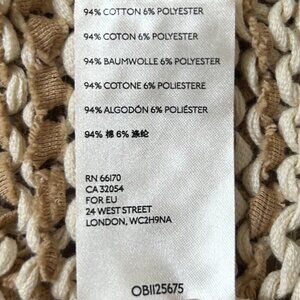 94% COTTON 6% POLYESTER
94% COTON 6% POLYESTER
94% BAUMWOLLE 6% POLYESTER
94% COTONE 6% POLIESTERE
94% ALGODÓN 6% POLIÉSTER
94% 棉 6% 涤纶
RN 66170
CA 32054
FOR EU
24 WEST STREET
LONDON, WC2H9NA
OB1125675